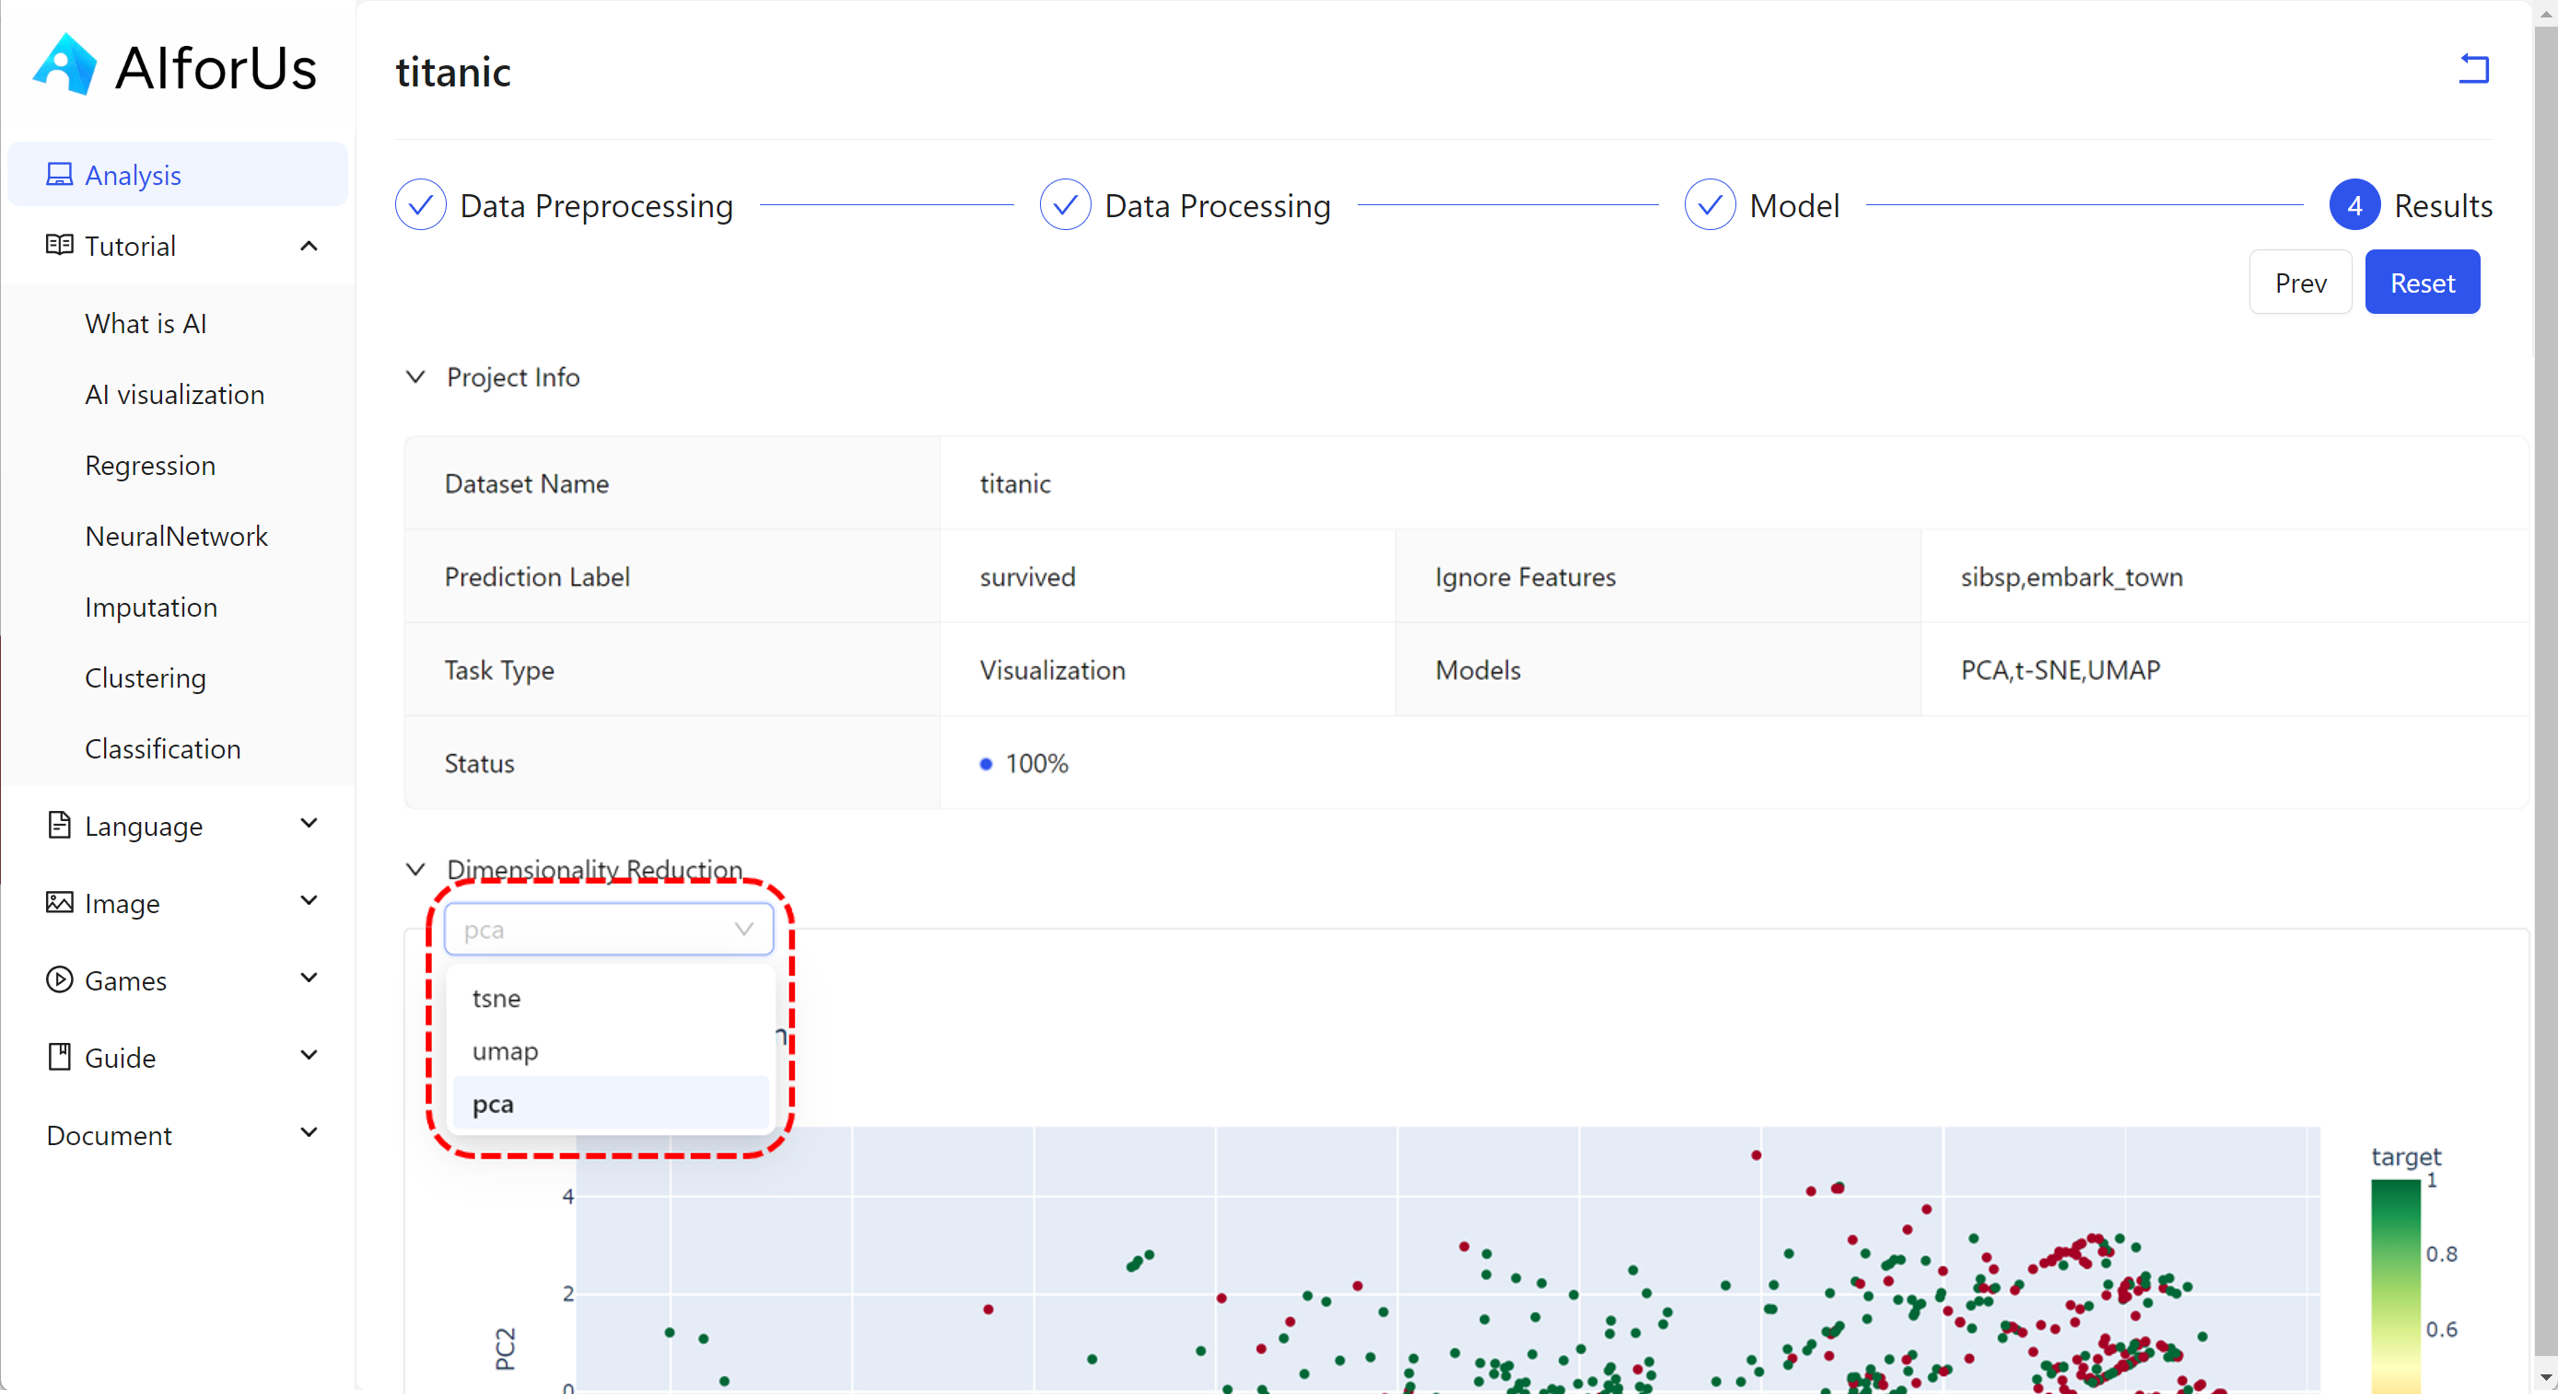 AIforUs
Analysis
Tutorial
What is AI
AI visualization
Regression
NeuralNetwork
Imputation
Clustering
Classification
Language
Image
Games
Guide
Document
titanic
Data Preprocessing
Data Processing
Model
4 Results
Prev Reset
Project Info
Dataset Name titanic
Prediction Label survived Ignore Features sibsp,embark_town
Task Type Visualization Models PCA,t-SNE,UMAP
Status 100%
Dimensionality Reduction
pca
tsne
umap
pca
4
2
0
PC2
target
1
0.8
0.6